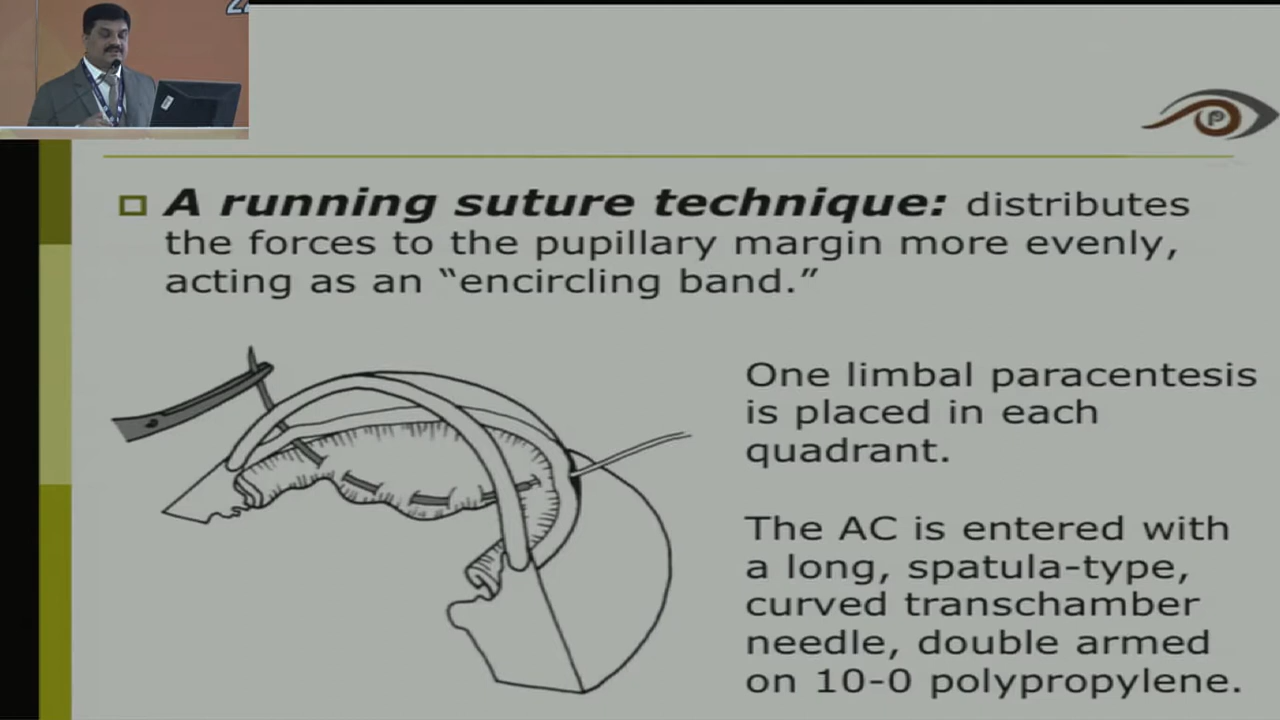 A running suture technique: distributes
the forces to the pupillary margin more evenly,
acting as an “encircling band.”
One limbal paracentesis
is placed in each
quadrant.
The AC is entered with
a long, spatula-type,
curved transchamber
needle, double armed
on 10-0 polypropylene.